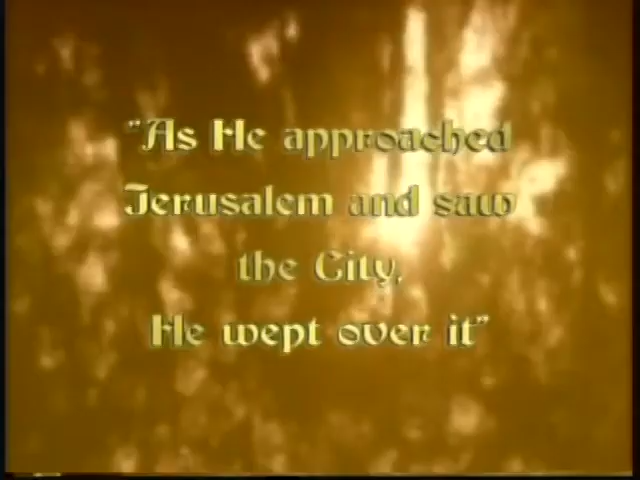 "As He approached
Jerusalem and saw
the City,
He wept over it"